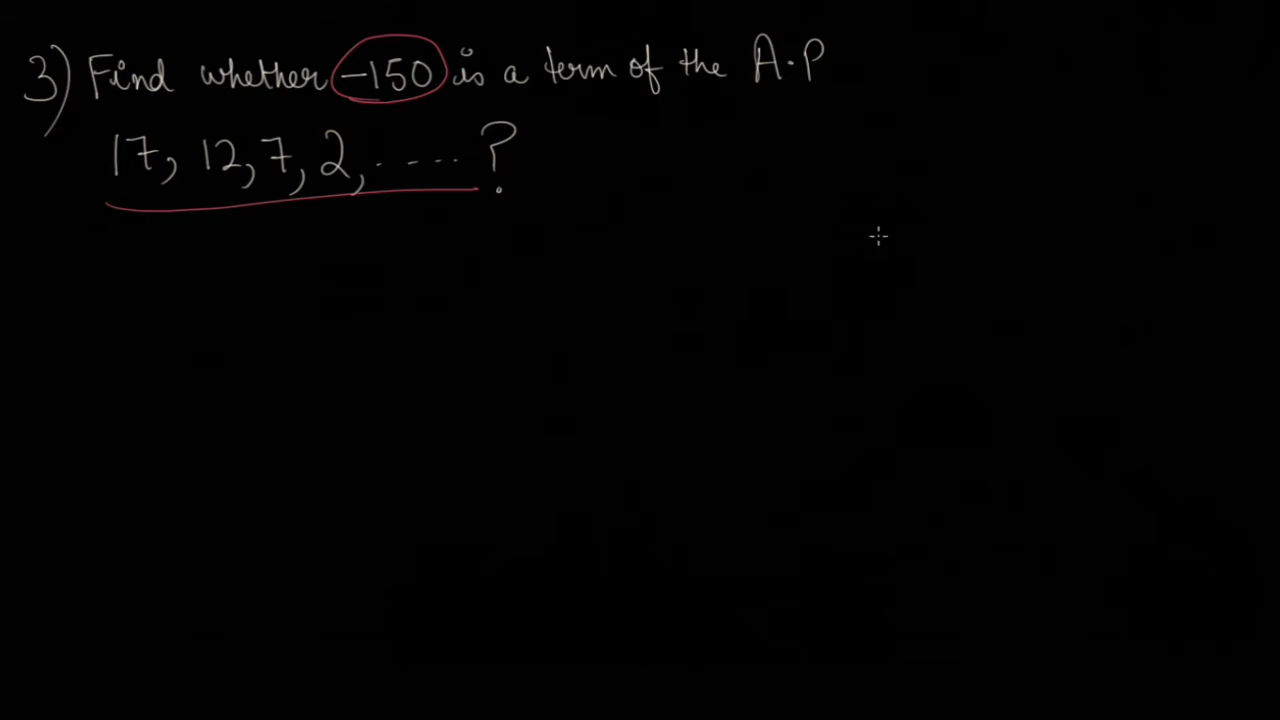 3) Find whether -150 is a term of the A.P
17, 12, 7, 2, ..... ?